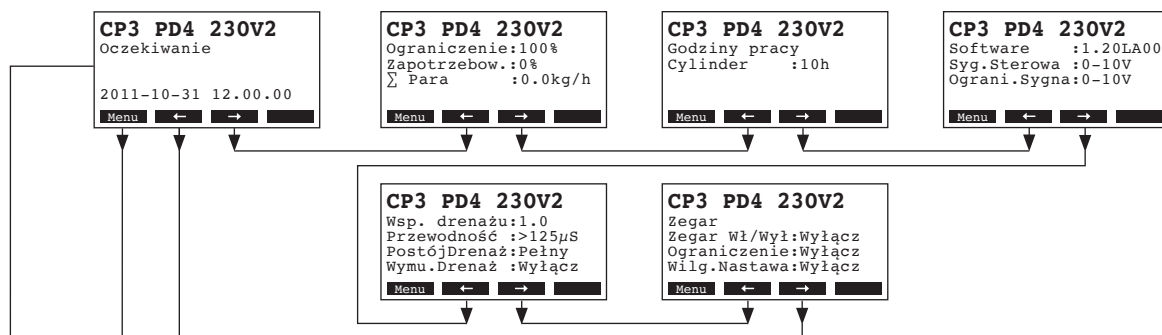 CP3 PD4 230V2
Oczekiwanie
2011-10-31 12.00.00
Menu ← →
CP3 PD4 230V2
Ograniczenie:100%
Zapotrzebow.:0%
∑ Para :0.0kg/h
Menu ← →
CP3 PD4 230V2
Godziny pracy
Cylinder :10h
Menu ← →
CP3 PD4 230V2
Software :1.20LA00
Syg.Sterowa :0-10V
Ograni.Sygna:0-10V
Menu ← →
CP3 PD4 230V2
Wsp. drenażu:1.0
Przewodność :>125µS
PostójDrenaż:Pełny
Wymu.Drenaż :Wyłącz
Menu ← →
CP3 PD4 230V2
Zegar
Zegar Wł/Wył:Wyłącz
Ograniczenie:Wyłącz
Wilg.Nastawa:Wyłącz
Menu ← →